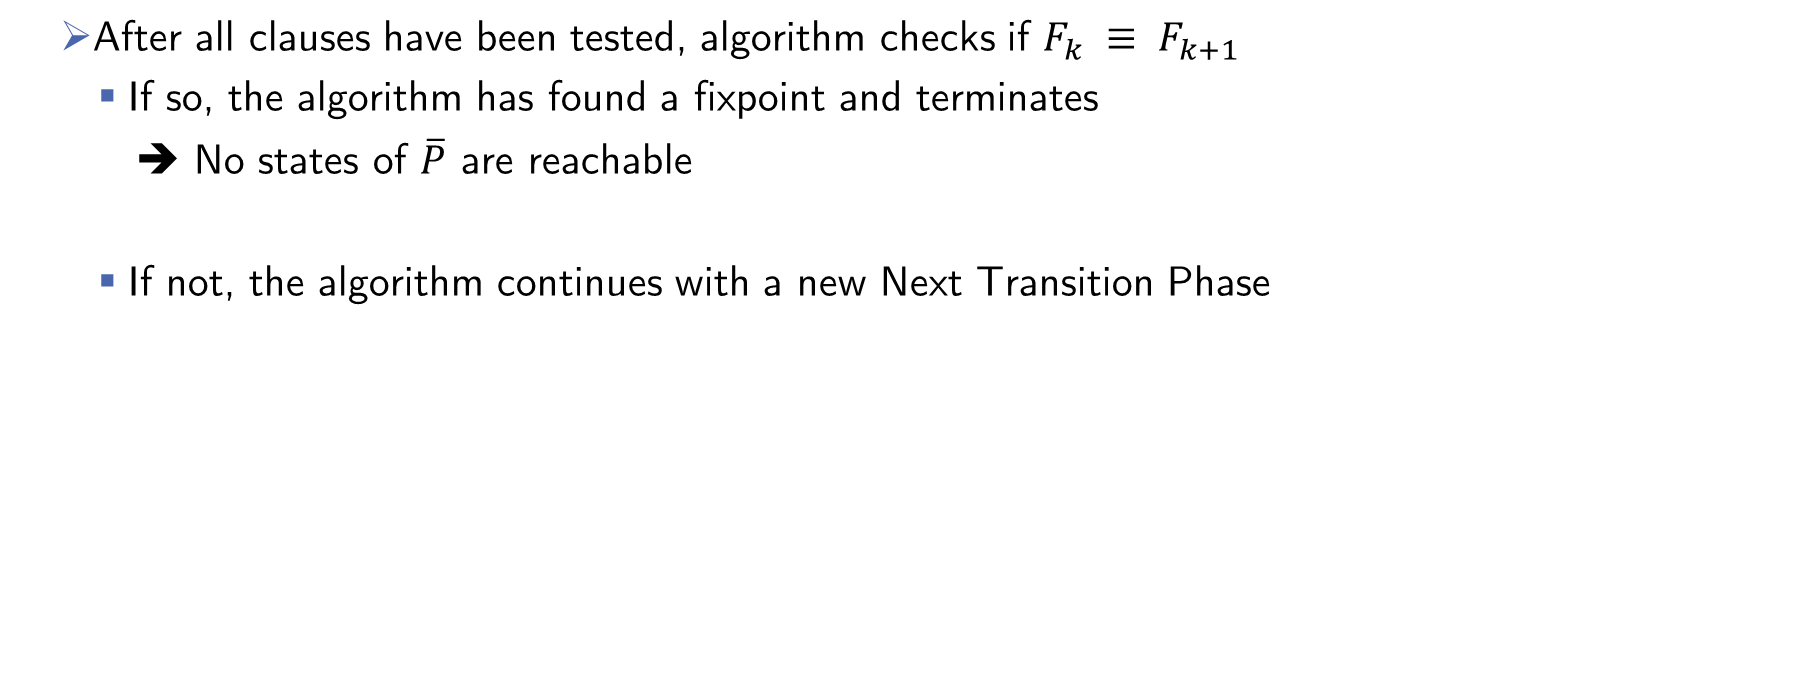 ➢After all clauses have been tested, algorithm checks if F_k ≡ F_{k+1}
▪ If so, the algorithm has found a fixpoint and terminates
➔ No states of P̅ are reachable
▪ If not, the algorithm continues with a new Next Transition Phase